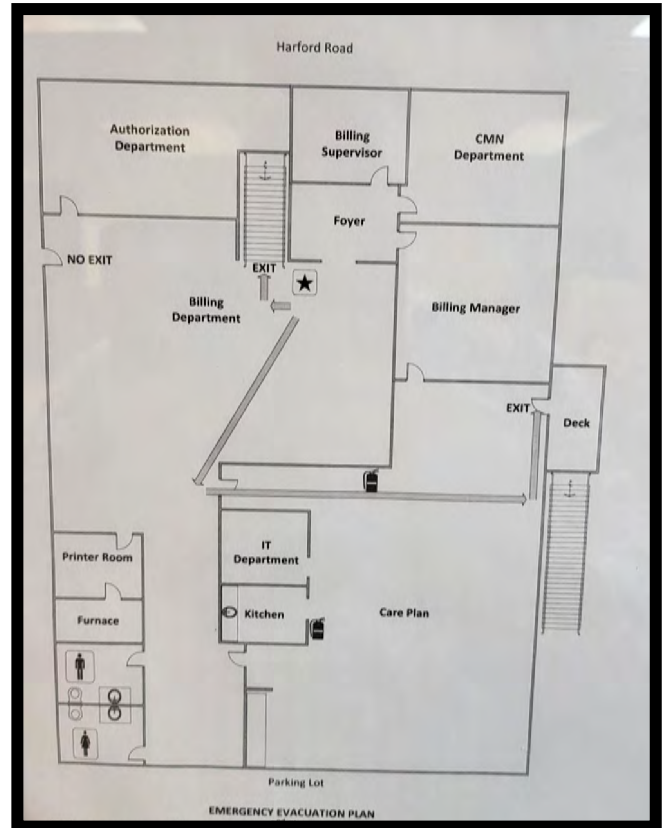 Harford Road
Authorization
Department
Billing
Supervisor
CMN
Department
Foyer
NO EXIT
EXIT
Billing
Department
Billing Manager
EXIT
Deck
IT
Department
Printer Room
Kitchen
Care Plan
Furnace
Parking Lot
EMERGENCY EVACUATION PLAN